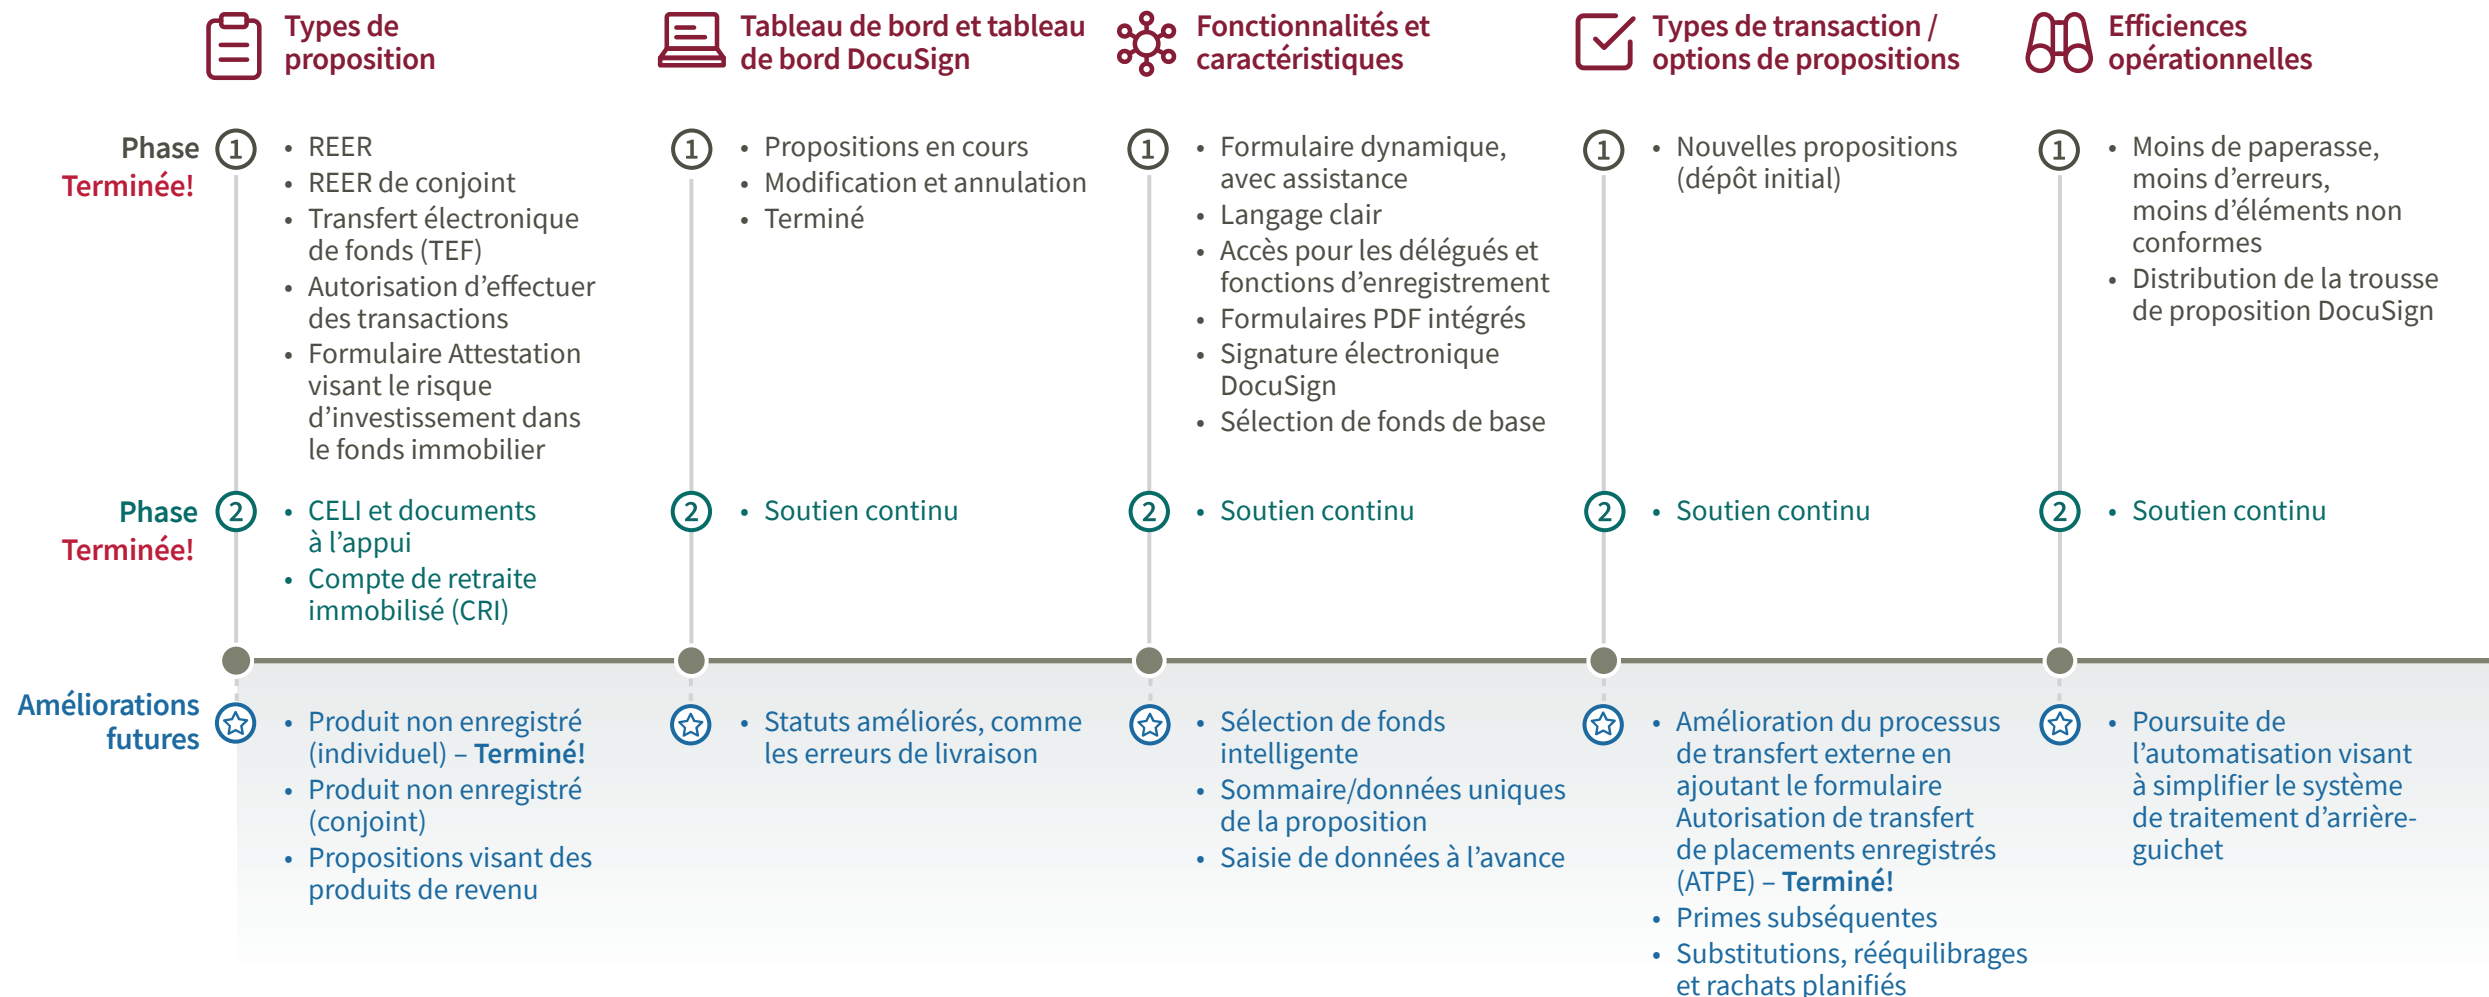 Types de
proposition
Tableau de bord et tableau
de bord DocuSign
Fonctionnalités et
caractéristiques
Types de transaction /
options de propositions
Efficiences
opérationnelles
Phase
Terminée!
1
• REER
• REER de conjoint
• Transfert électronique
de fonds (TEF)
• Autorisation d’effectuer
des transactions
• Formulaire Attestation
visant le risque
d’investissement dans
le fonds immobilier
1
• Propositions en cours
• Modification et annulation
• Terminé
1
• Formulaire dynamique,
avec assistance
• Langage clair
• Accès pour les délégués et
fonctions d’enregistrement
• Formulaires PDF intégrés
• Signature électronique
DocuSign
• Sélection de fonds de base
1
• Nouvelles propositions
(dépôt initial)
1
• Moins de paperasse,
moins d’erreurs,
moins d’éléments non
conformes
• Distribution de la trousse
de proposition DocuSign
Phase
Terminée!
2
• CELI et documents
à l’appui
• Compte de retraite
immobilisé (CRI)
2
• Soutien continu
2
• Soutien continu
2
• Soutien continu
2
• Soutien continu
Améliorations
futures
• Produit non enregistré
(individuel) – Terminé!
• Produit non enregistré
(conjoint)
• Propositions visant des
produits de revenu
• Statuts améliorés, comme
les erreurs de livraison
• Sélection de fonds
intelligente
• Sommaire/données uniques
de la proposition
• Saisie de données à l’avance
• Amélioration du processus
de transfert externe en
ajoutant le formulaire
Autorisation de transfert
de placements enregistrés
(ATPE) – Terminé!
• Primes subséquentes
• Substitutions, rééquilibrages
et rachats planifiés
• Poursuite de
l’automatisation visant
à simplifier le système
de traitement d’arrière-
guichet